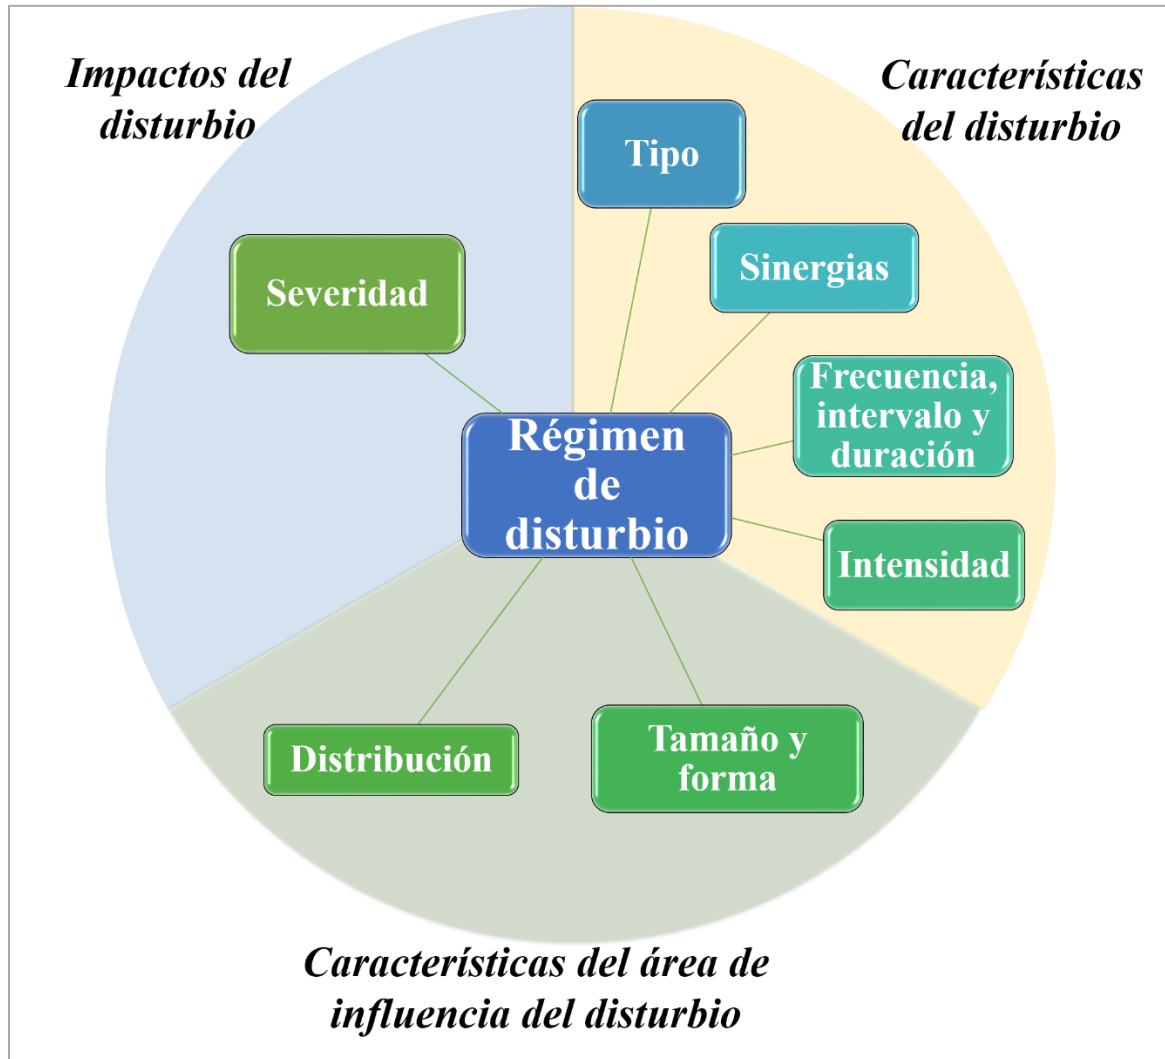 Impactos del
disturbio
Caracterísficas
del disturbio
Tipo
Sinergias
Severidad
Frecuencia,
intervalo y
duración
Régimen
de
disturbio
Intensidad
Distribución
Tamaño y
forma
Características del área de
influencia del disturbio